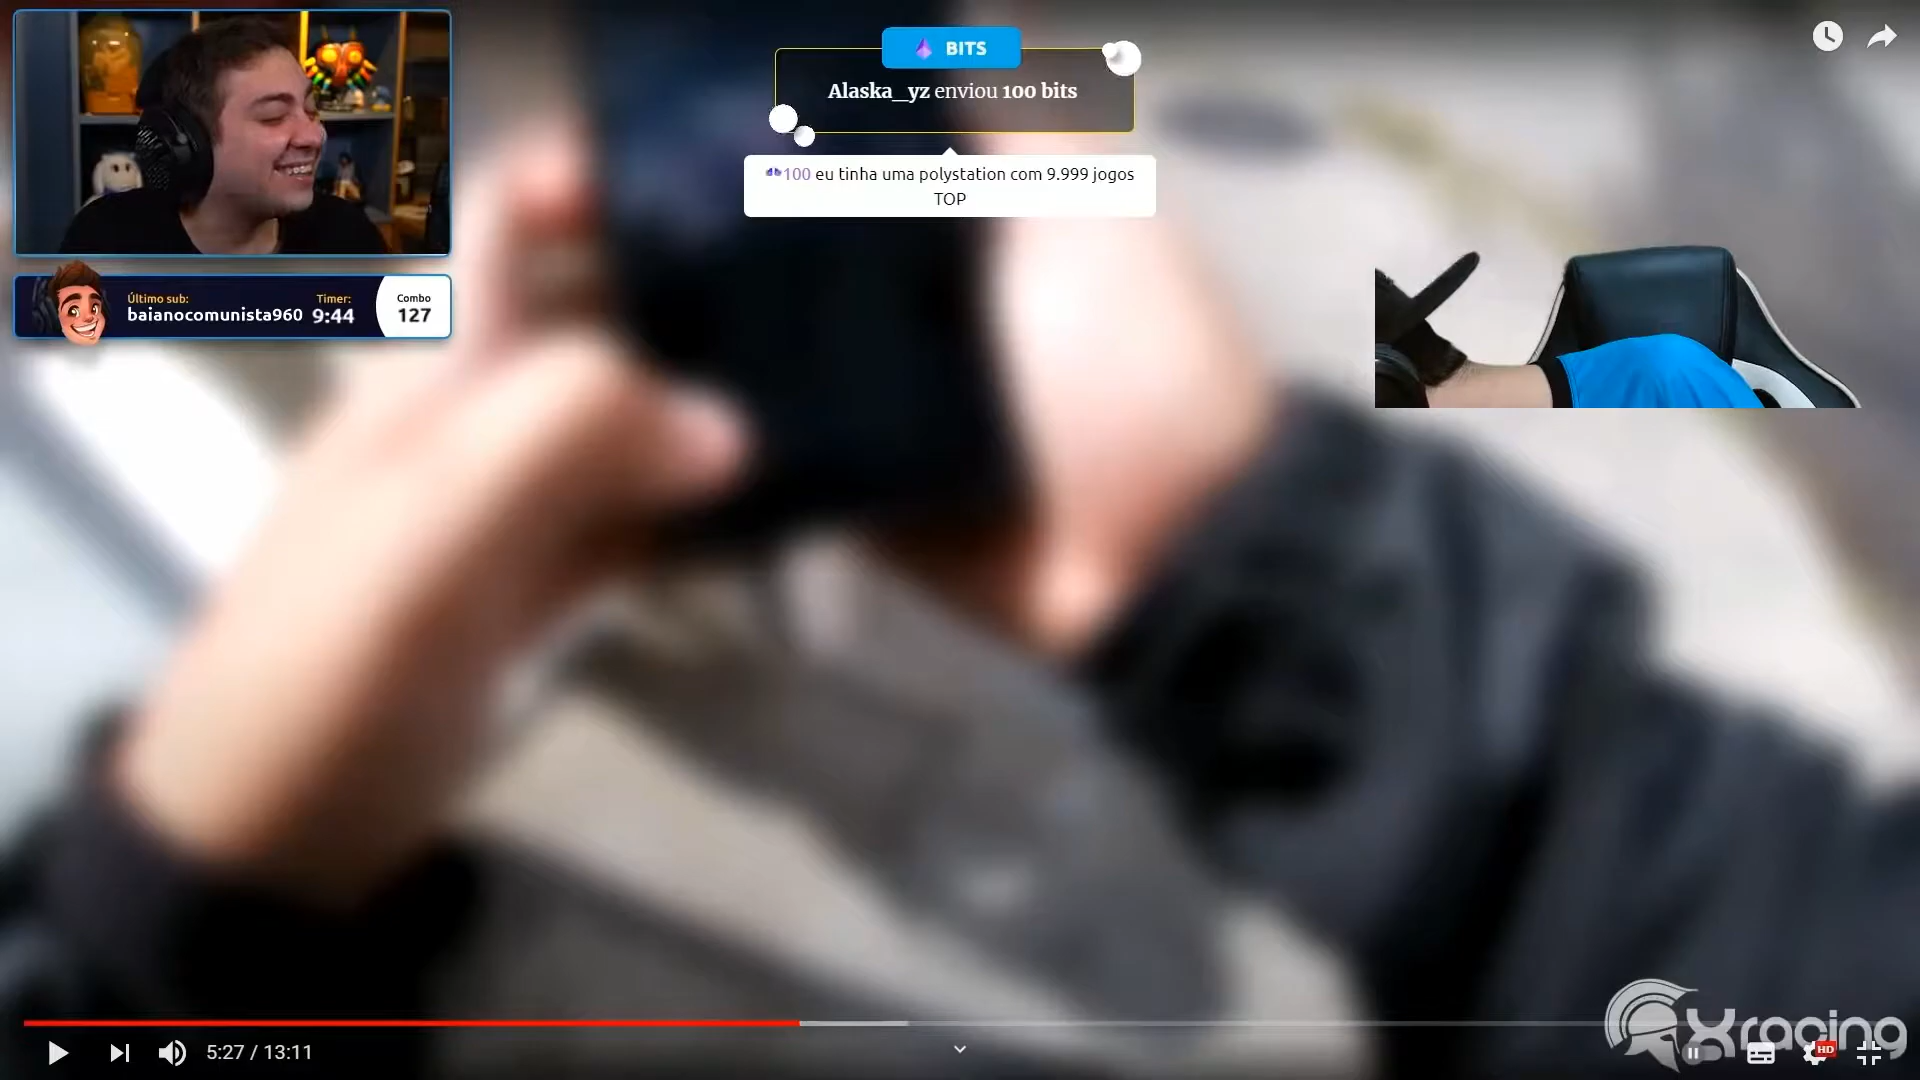 BITS
Alaska_yz enviou 100 bits
100 eu tinha uma polystation com 9.999 jogos
TOP
Último sub:
baianocomunista960
Timer:
9:44
Combo
127
5:27 / 13:11
Xracing
HD